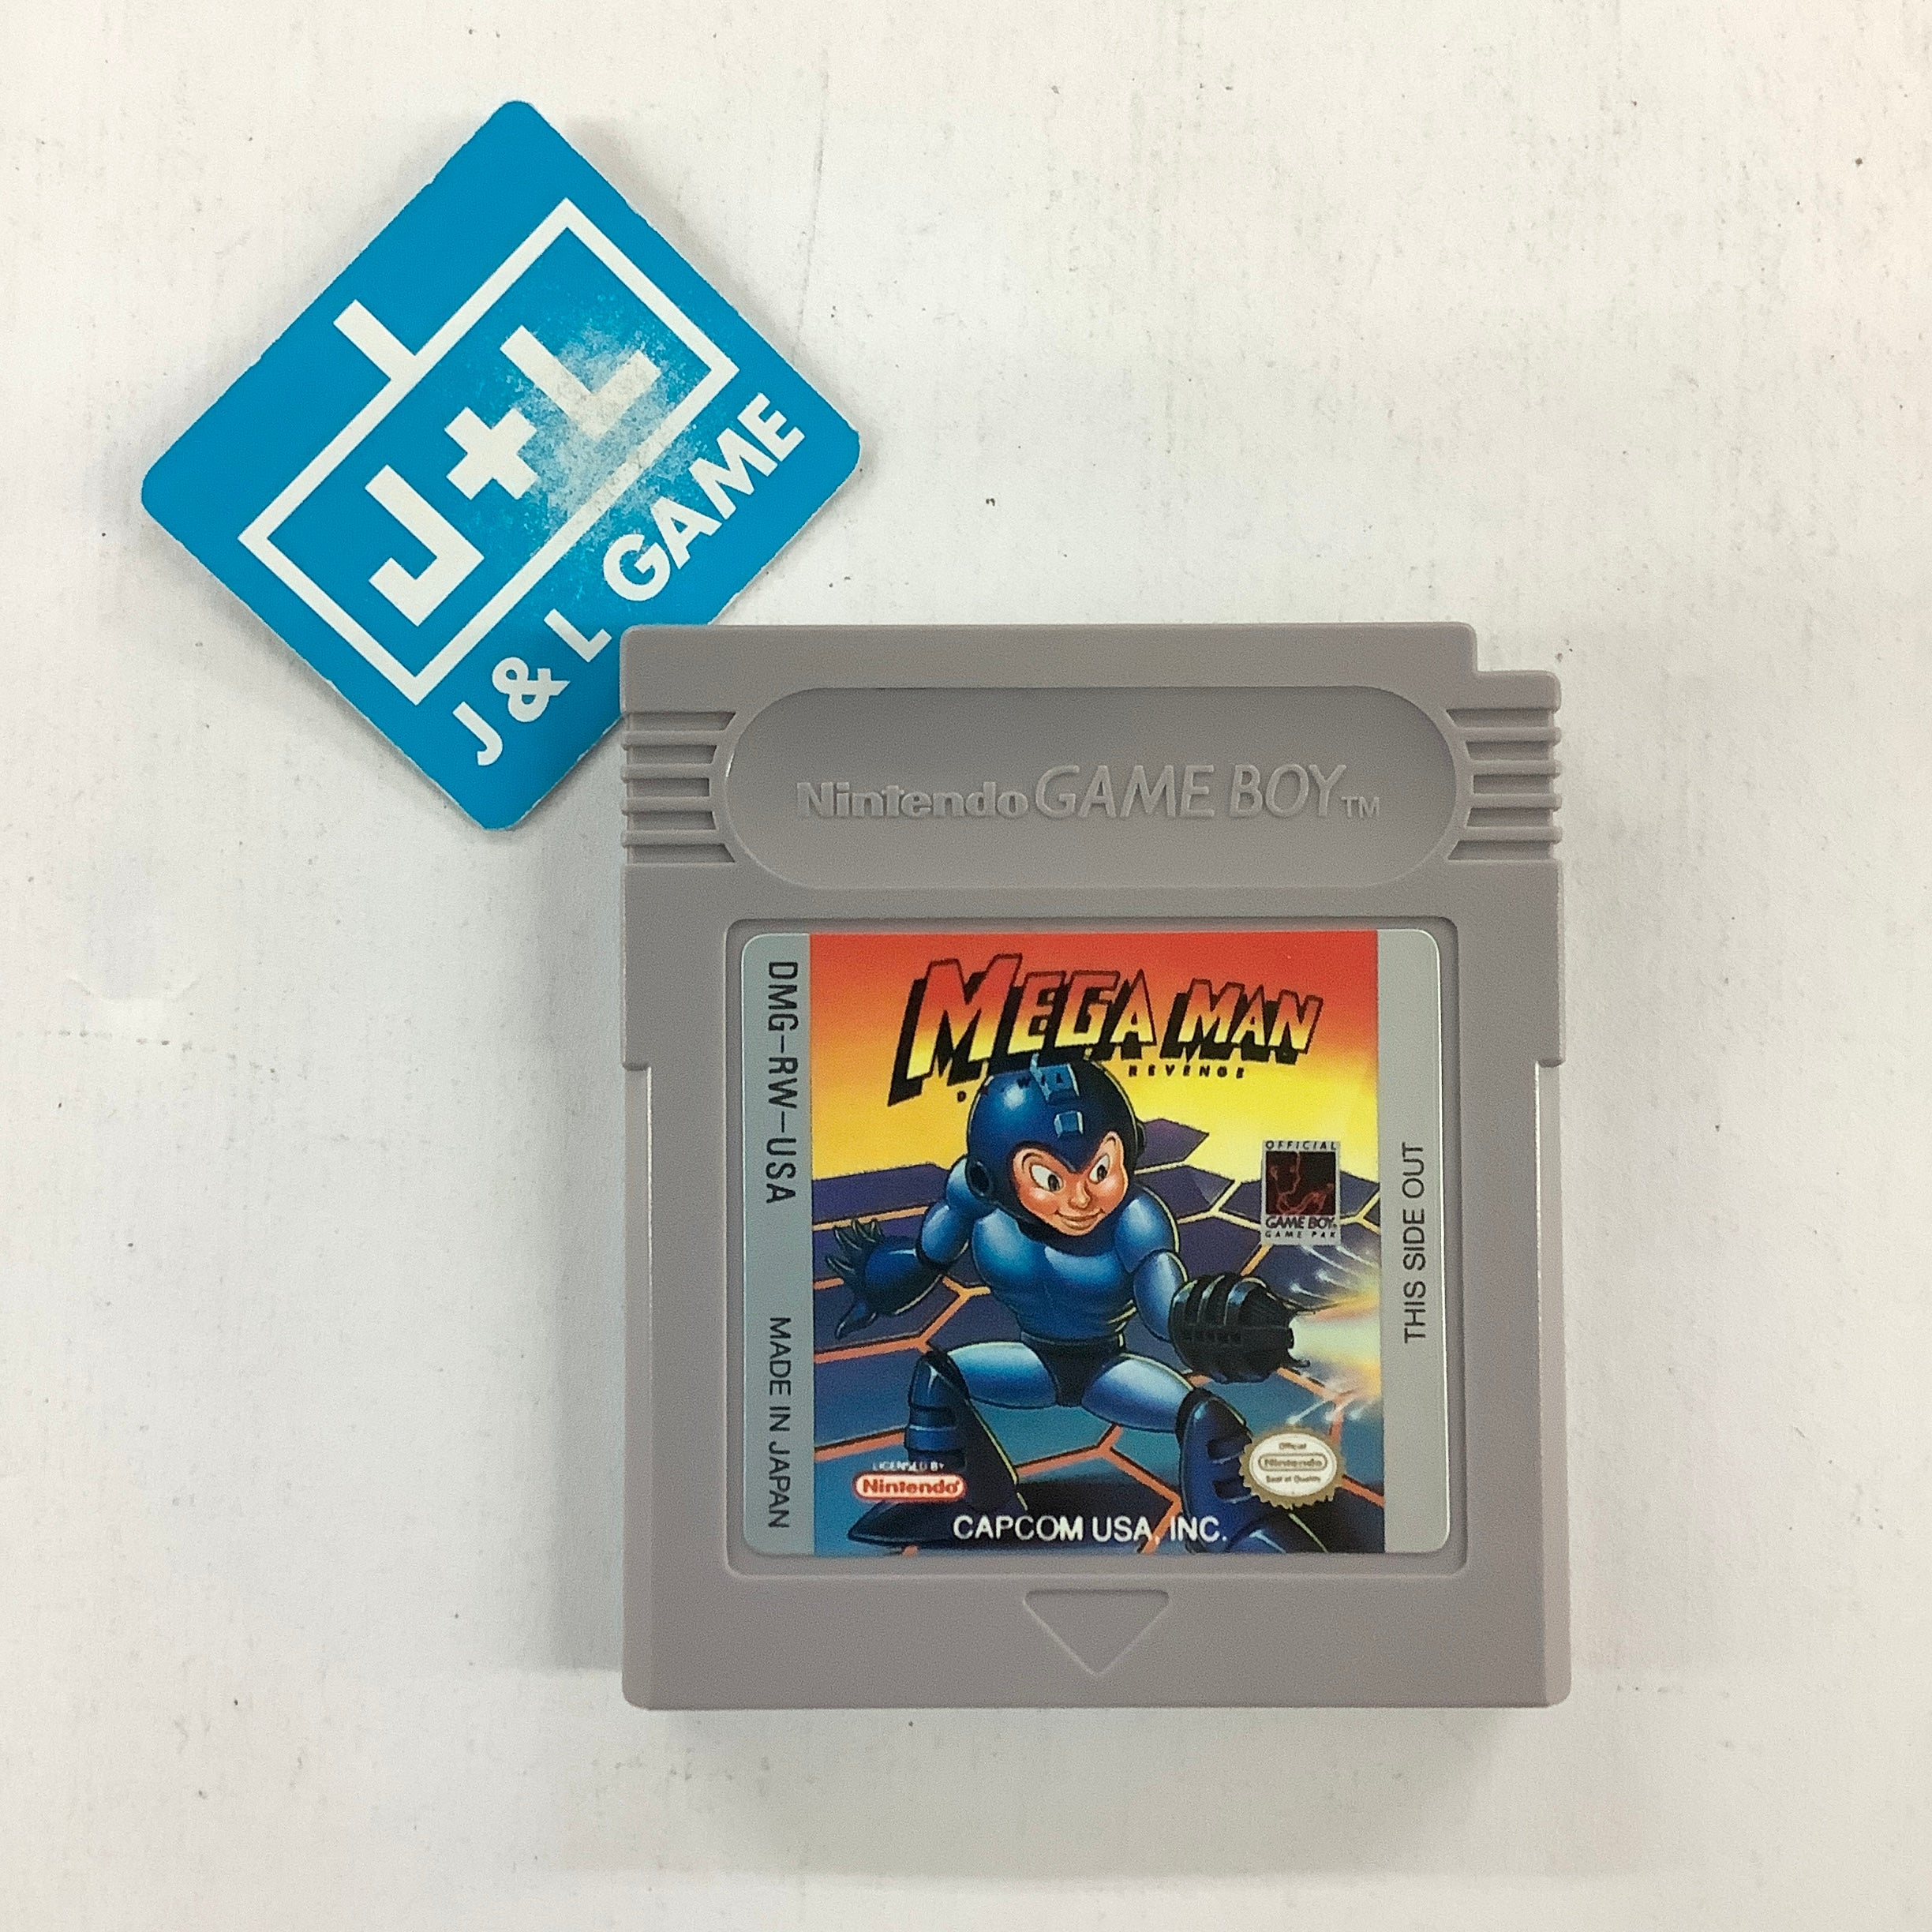 J+L
J & L GAME
Nintendo GAME BOY TM
DMG-RW-USA
MADE IN JAPAN
MEGA MAN
REVENGE
OFFICIAL
GAME BOY
GAME PAK
THIS SIDE OUT
LICENSED BY
Nintendo
Official
Nintendo
Seal of Quality
CAPCOM USA, INC.